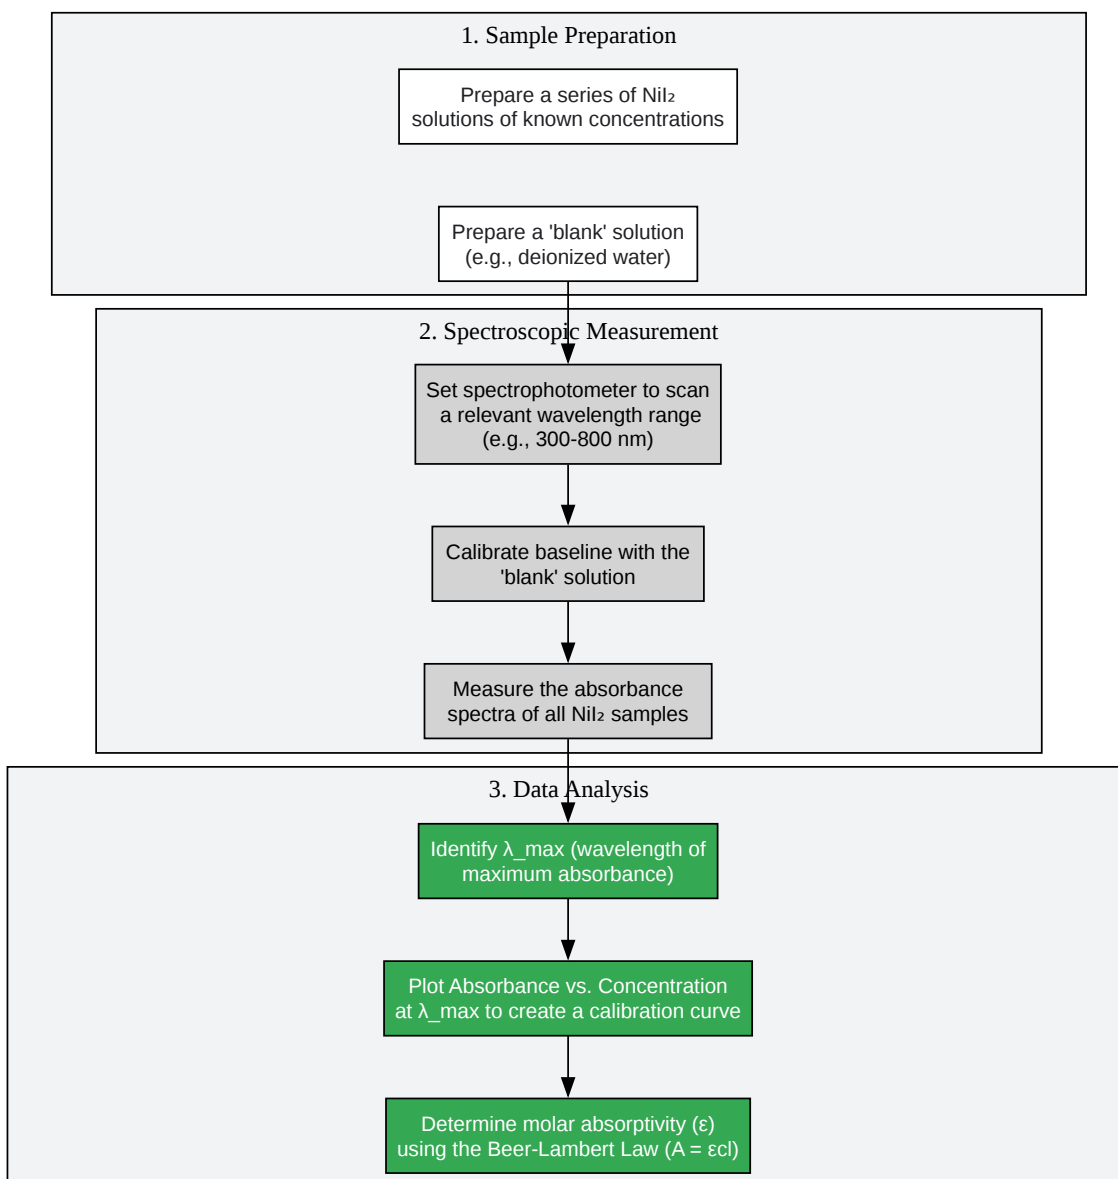 1. Sample Preparation
Prepare a series of NiI₂
solutions of known concentrations
Prepare a 'blank' solution
(e.g., deionized water)
2. Spectroscopic Measurement
Set spectrophotometer to scan
a relevant wavelength range
(e.g., 300-800 nm)
Calibrate baseline with the
'blank' solution
Measure the absorbance
spectra of all NiI₂ samples
3. Data Analysis
Identify λ_max (wavelength of
maximum absorbance)
Plot Absorbance vs. Concentration
at λ_max to create a calibration curve
Determine molar absorptivity (ε)
using the Beer-Lambert Law (A = εcl)